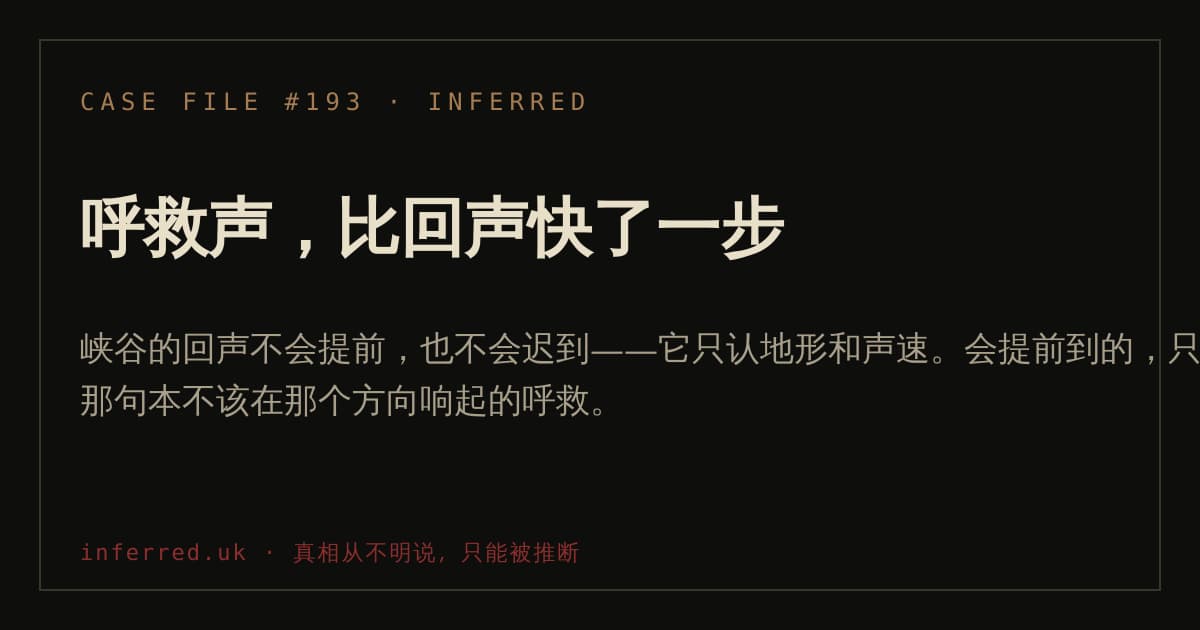 CASE FILE #193 · INFERRED
呼救声，比回声快了一步
峡谷的回声不会提前，也不会迟到——它只认地形和声速。会提前到的，只
那句本不该在那个方向响起的呼救。
inferred.uk · 真相从不明说，只能被推断